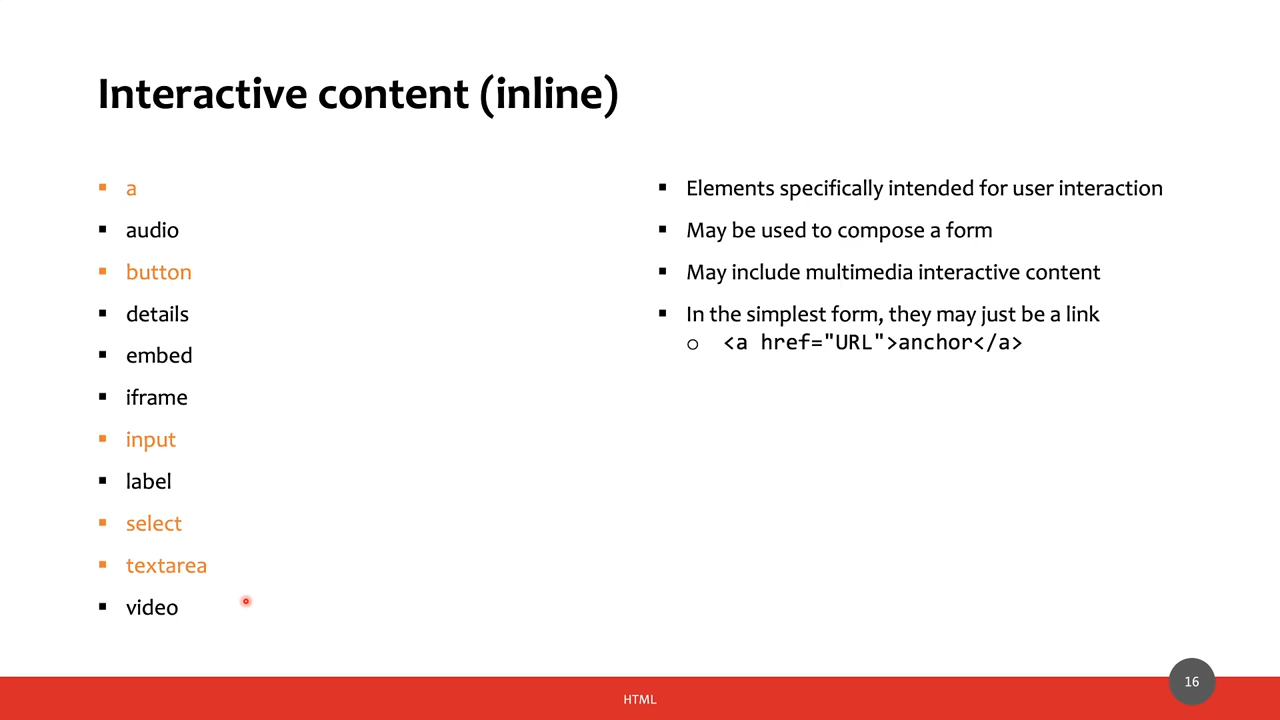 Interactive content (inline)
a
audio
button
details
embed
iframe
input
label
select
textarea
video
Elements specifically intended for user interaction
May be used to compose a form
May include multimedia interactive content
In the simplest form, they may just be a link
<a href="URL">anchor</a>
HTML
16